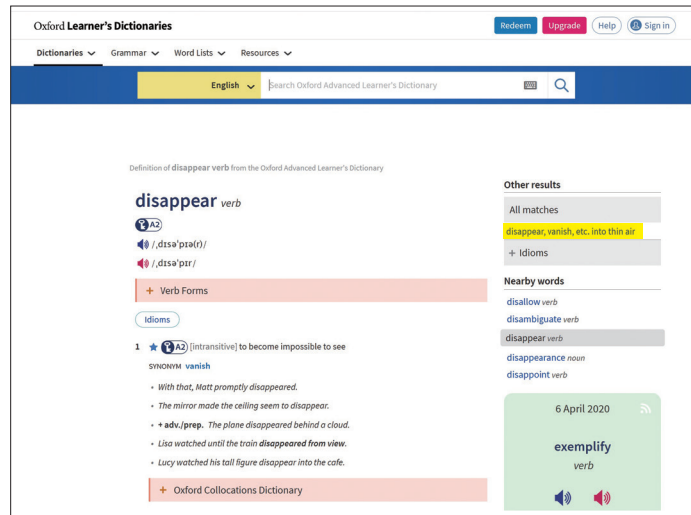 Oxford Learner's Dictionaries
Redeem
Upgrade
Help
Sign in
Dictionaries
Grammar
Word Lists
Resources
English
Search Oxford Advanced Learner's Dictionary
Definition of disappear verb from the Oxford Advanced Learner's Dictionary
disappear verb
A2
/ˌdɪsəˈpɪə(r)/
/ˌdɪsəˈpɪr/
+ Verb Forms
Idioms
1 ★ A2 [intransitive] to become impossible to see
SYNONYM vanish
• With that, Matt promptly disappeared.
• The mirror made the ceiling seem to disappear.
• + adv./prep. The plane disappeared behind a cloud.
• Lisa watched until the train disappeared from view.
• Lucy watched his tall figure disappear into the cafe.
+ Oxford Collocations Dictionary
Other results
All matches
disappear, vanish, etc. into thin air
+ Idioms
Nearby words
disallow verb
disambiguate verb
disappear verb
disappearance noun
disappoint verb
6 April 2020
exemplify
verb